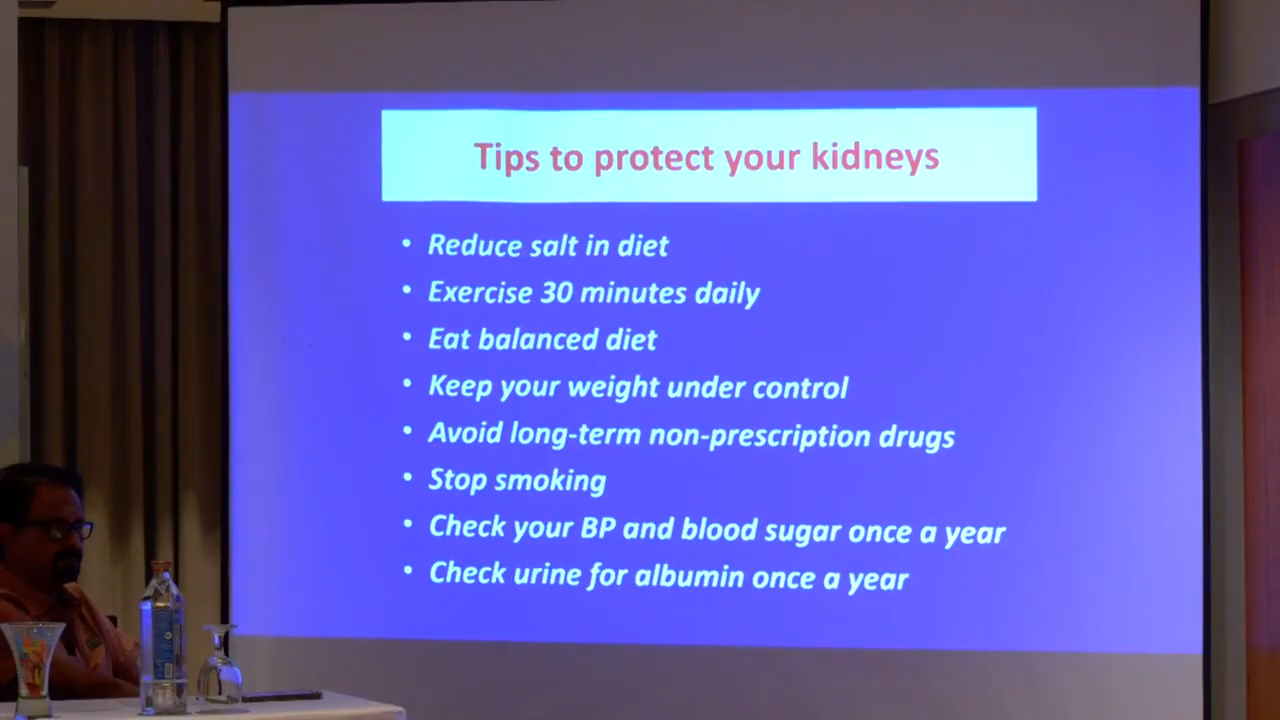 Tips to protect your kidneys
• Reduce salt in diet
• Exercise 30 minutes daily
• Eat balanced diet
• Keep your weight under control
• Avoid long-term non-prescription drugs
• Stop smoking
• Check your BP and blood sugar once a year
• Check urine for albumin once a year